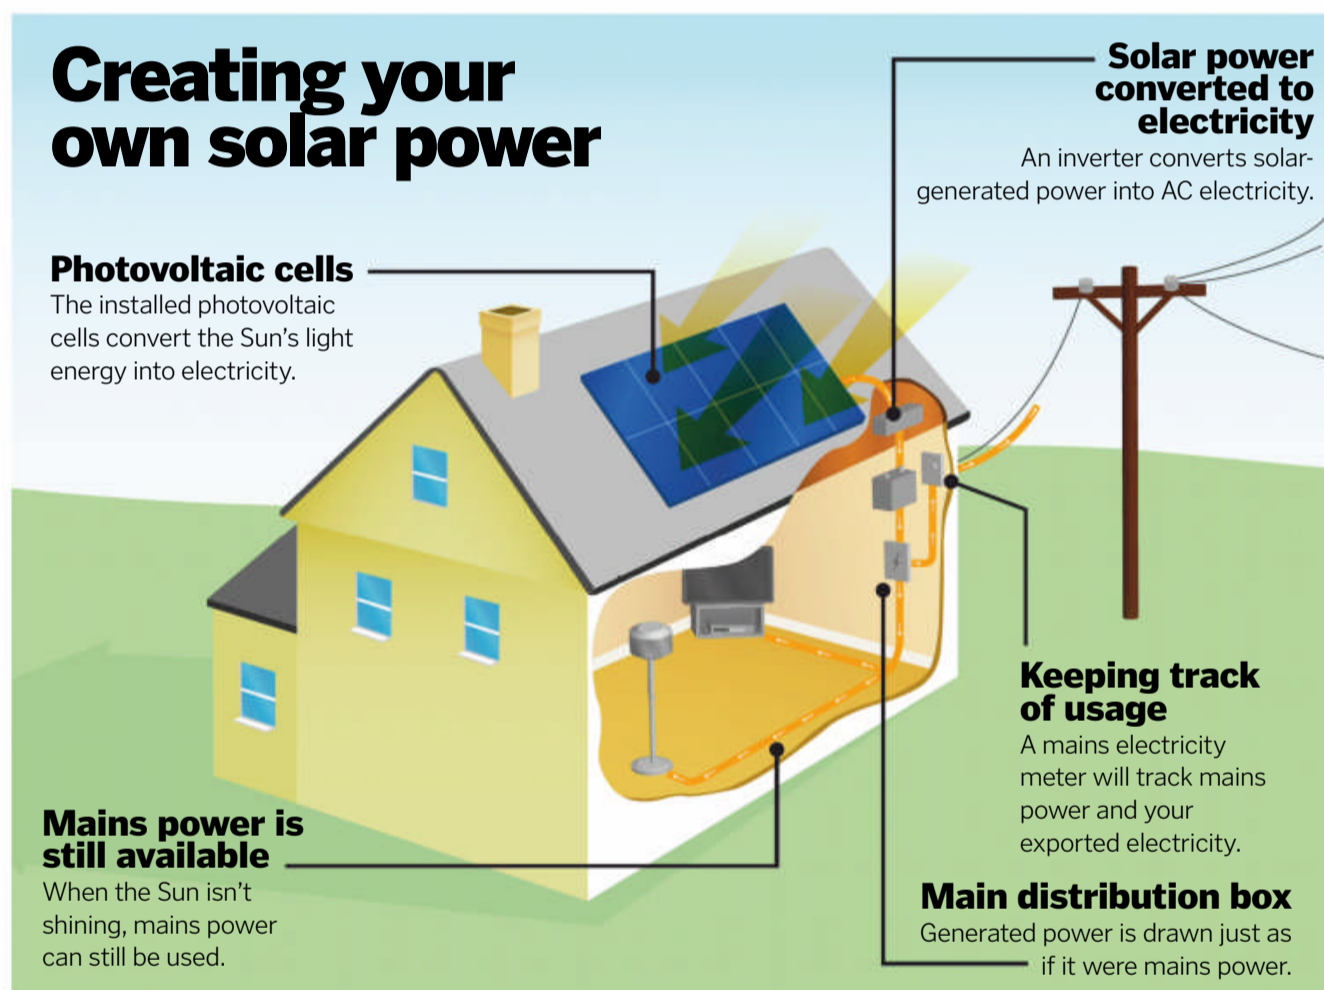 Creating your
own solar power
Solar power
converted to
electricity
An inverter converts solar-
generated power into AC electricity.
Photovoltaic cells
The installed photovoltaic
cells convert the Sun’s light
energy into electricity.
Keeping track
of usage
A mains electricity
meter will track mains
power and your
exported electricity.
Mains power is
still available
When the Sun isn’t
shining, mains power
can still be used.
Main distribution box
Generated power is drawn just as
if it were mains power.